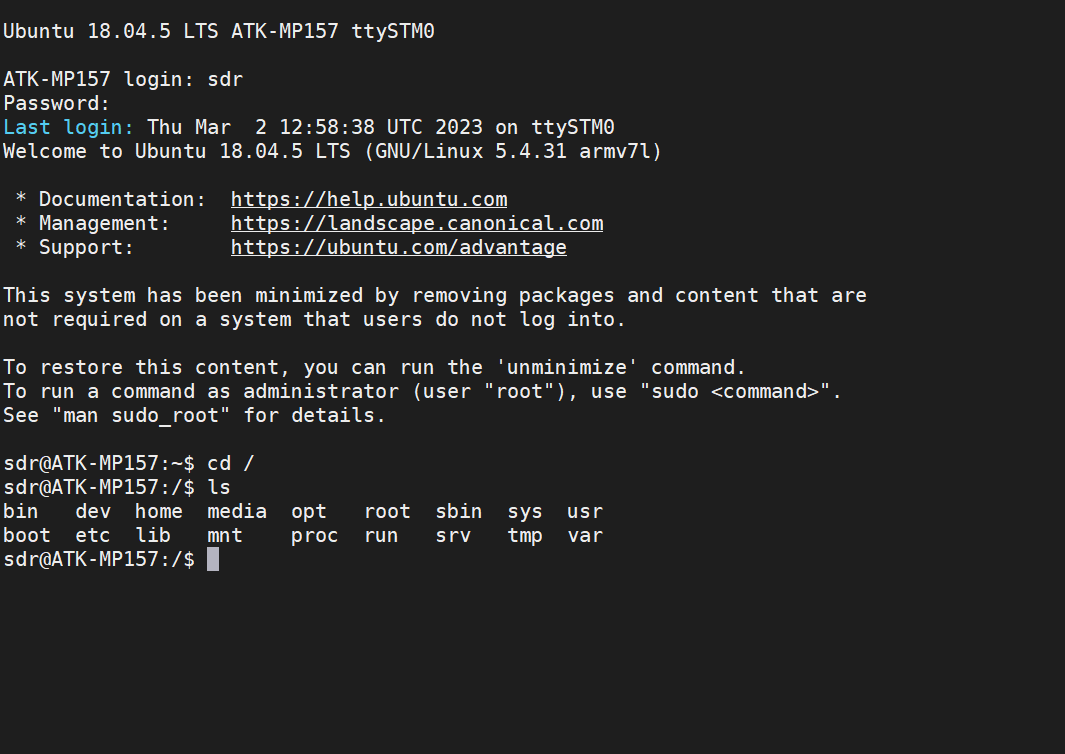 Ubuntu 18.04.5 LTS ATK-MP157 ttySTM0
ATK-MP157 login: sdr
Password:
Last login: Thu Mar  2 12:58:38 UTC 2023 on ttySTM0
Welcome to Ubuntu 18.04.5 LTS (GNU/Linux 5.4.31 armv7l)
 * Documentation:  https://help.ubuntu.com
 * Management:     https://landscape.canonical.com
 * Support:        https://ubuntu.com/advantage
This system has been minimized by removing packages and content that are
not required on a system that users do not log into.
To restore this content, you can run the 'unminimize' command.
To run a command as administrator (user "root"), use "sudo <command>".
See "man sudo_root" for details.
sdr@ATK-MP157:~$ cd /
sdr@ATK-MP157:/$ ls
bin   dev  home  media  opt   root  sbin  sys  usr
boot  etc  lib   mnt    proc  run   srv   tmp  var
sdr@ATK-MP157:/$